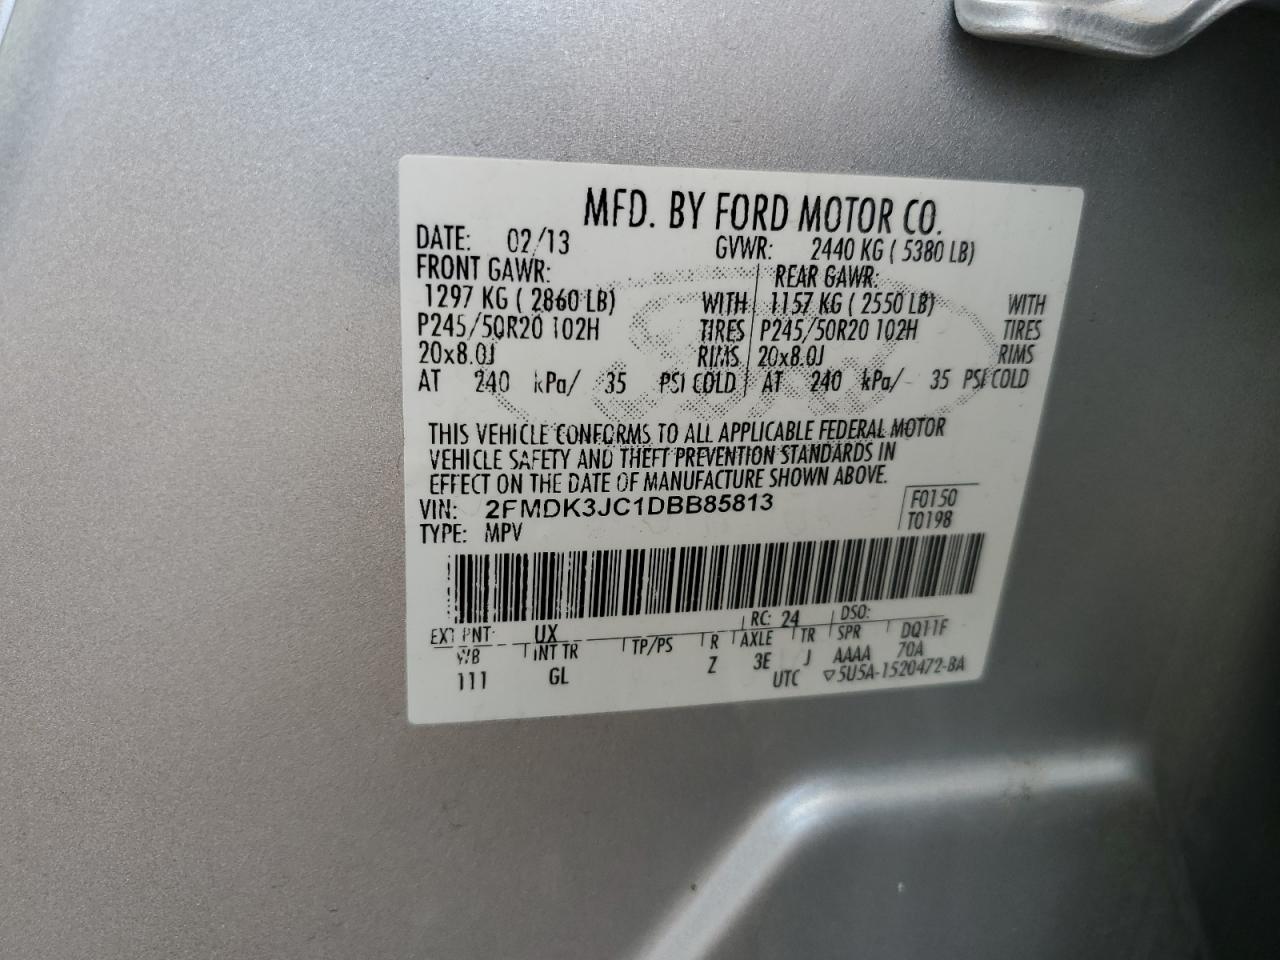 MFD. BY FORD MOTOR CO.
DATE: 02/13 GVWR: 2440 KG ( 5380 LB)
FRONT GAWR: REAR GAWR:
1297 KG ( 2860 LB) WITH 1157 KG ( 2550 LB) WITH
P245/50R20 102H TIRES P245/50R20 102H TIRES
20x8.0J RIMS 20x8.0J RIMS
AT 240 kPa/ 35 PSI COLD AT 240 kPa/ 35 PSI COLD
THIS VEHICLE CONFORMS TO ALL APPLICABLE FEDERAL MOTOR
VEHICLE SAFETY AND THEFT PREVENTION STANDARDS IN
EFFECT ON THE DATE OF MANUFACTURE SHOWN ABOVE.
VIN: 2FMDK3JC1DBB85813 F0150
TYPE: MPV T0198
EXT PNT: UX RC: 24 DSO:
WB INT TR TP/PS R AXLE TR SPR DQ11F
111 GL Z 3E J AAAA 70A
UTC ▽5U5A-1520472-BA